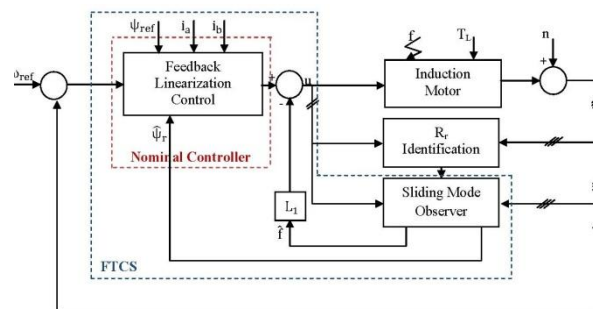 ψref
ia
ib
f
TL
n
ωref
Feedback
Linearization
Control
+
-
u
Induction
Motor
+
ψ̂r
Nominal Controller
Rr
Identification
L1
Sliding Mode
Observer
f̂
FTCS